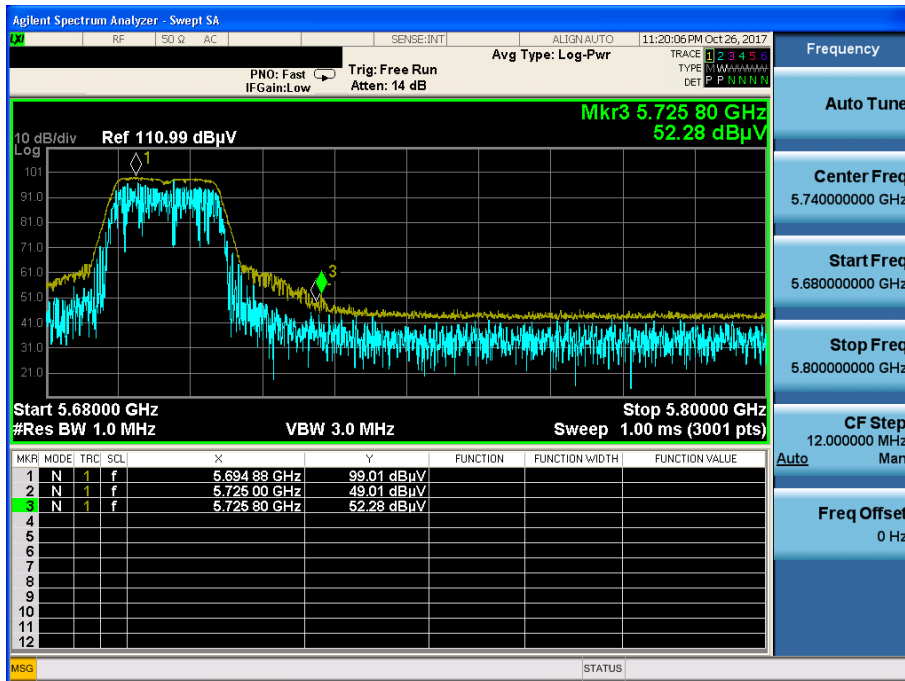 Agilent Spectrum Analyzer - Swept SA
LXI RF 50 Ω AC SENSE:INT ALIGN AUTO 11:20:06 PM Oct 26, 2017
Frequency
Avg Type: Log-Pwr
TRACE 1 2 3 4 5 6
PNO: Fast Trig: Free Run
TYPE M W W W W W
IFGain:Low Atten: 14 dB
DET P P N N N N
Auto Tune
Mkr3 5.725 80 GHz
52.28 dBµV
10 dB/div Ref 110.99 dBµV
Log
101
91.0
81.0
71.0
61.0
51.0
41.0
31.0
21.0
1
3
Center Freq
5.740000000 GHz
Start Freq
5.680000000 GHz
Stop Freq
5.800000000 GHz
Start 5.68000 GHz Stop 5.80000 GHz
#Res BW 1.0 MHz VBW 3.0 MHz Sweep 1.00 ms (3001 pts)
CF Step
12.000000 MHz
Auto Man
MKR MODE TRC SCL X Y FUNCTION FUNCTION WIDTH FUNCTION VALUE
1 N 1 f 5.694 88 GHz 99.01 dBµV
2 N 1 f 5.725 00 GHz 49.01 dBµV
3 N 1 f 5.725 80 GHz 52.28 dBµV
4
5
6
7
8
9
10
11
12
Freq Offset
0 Hz
MSG STATUS